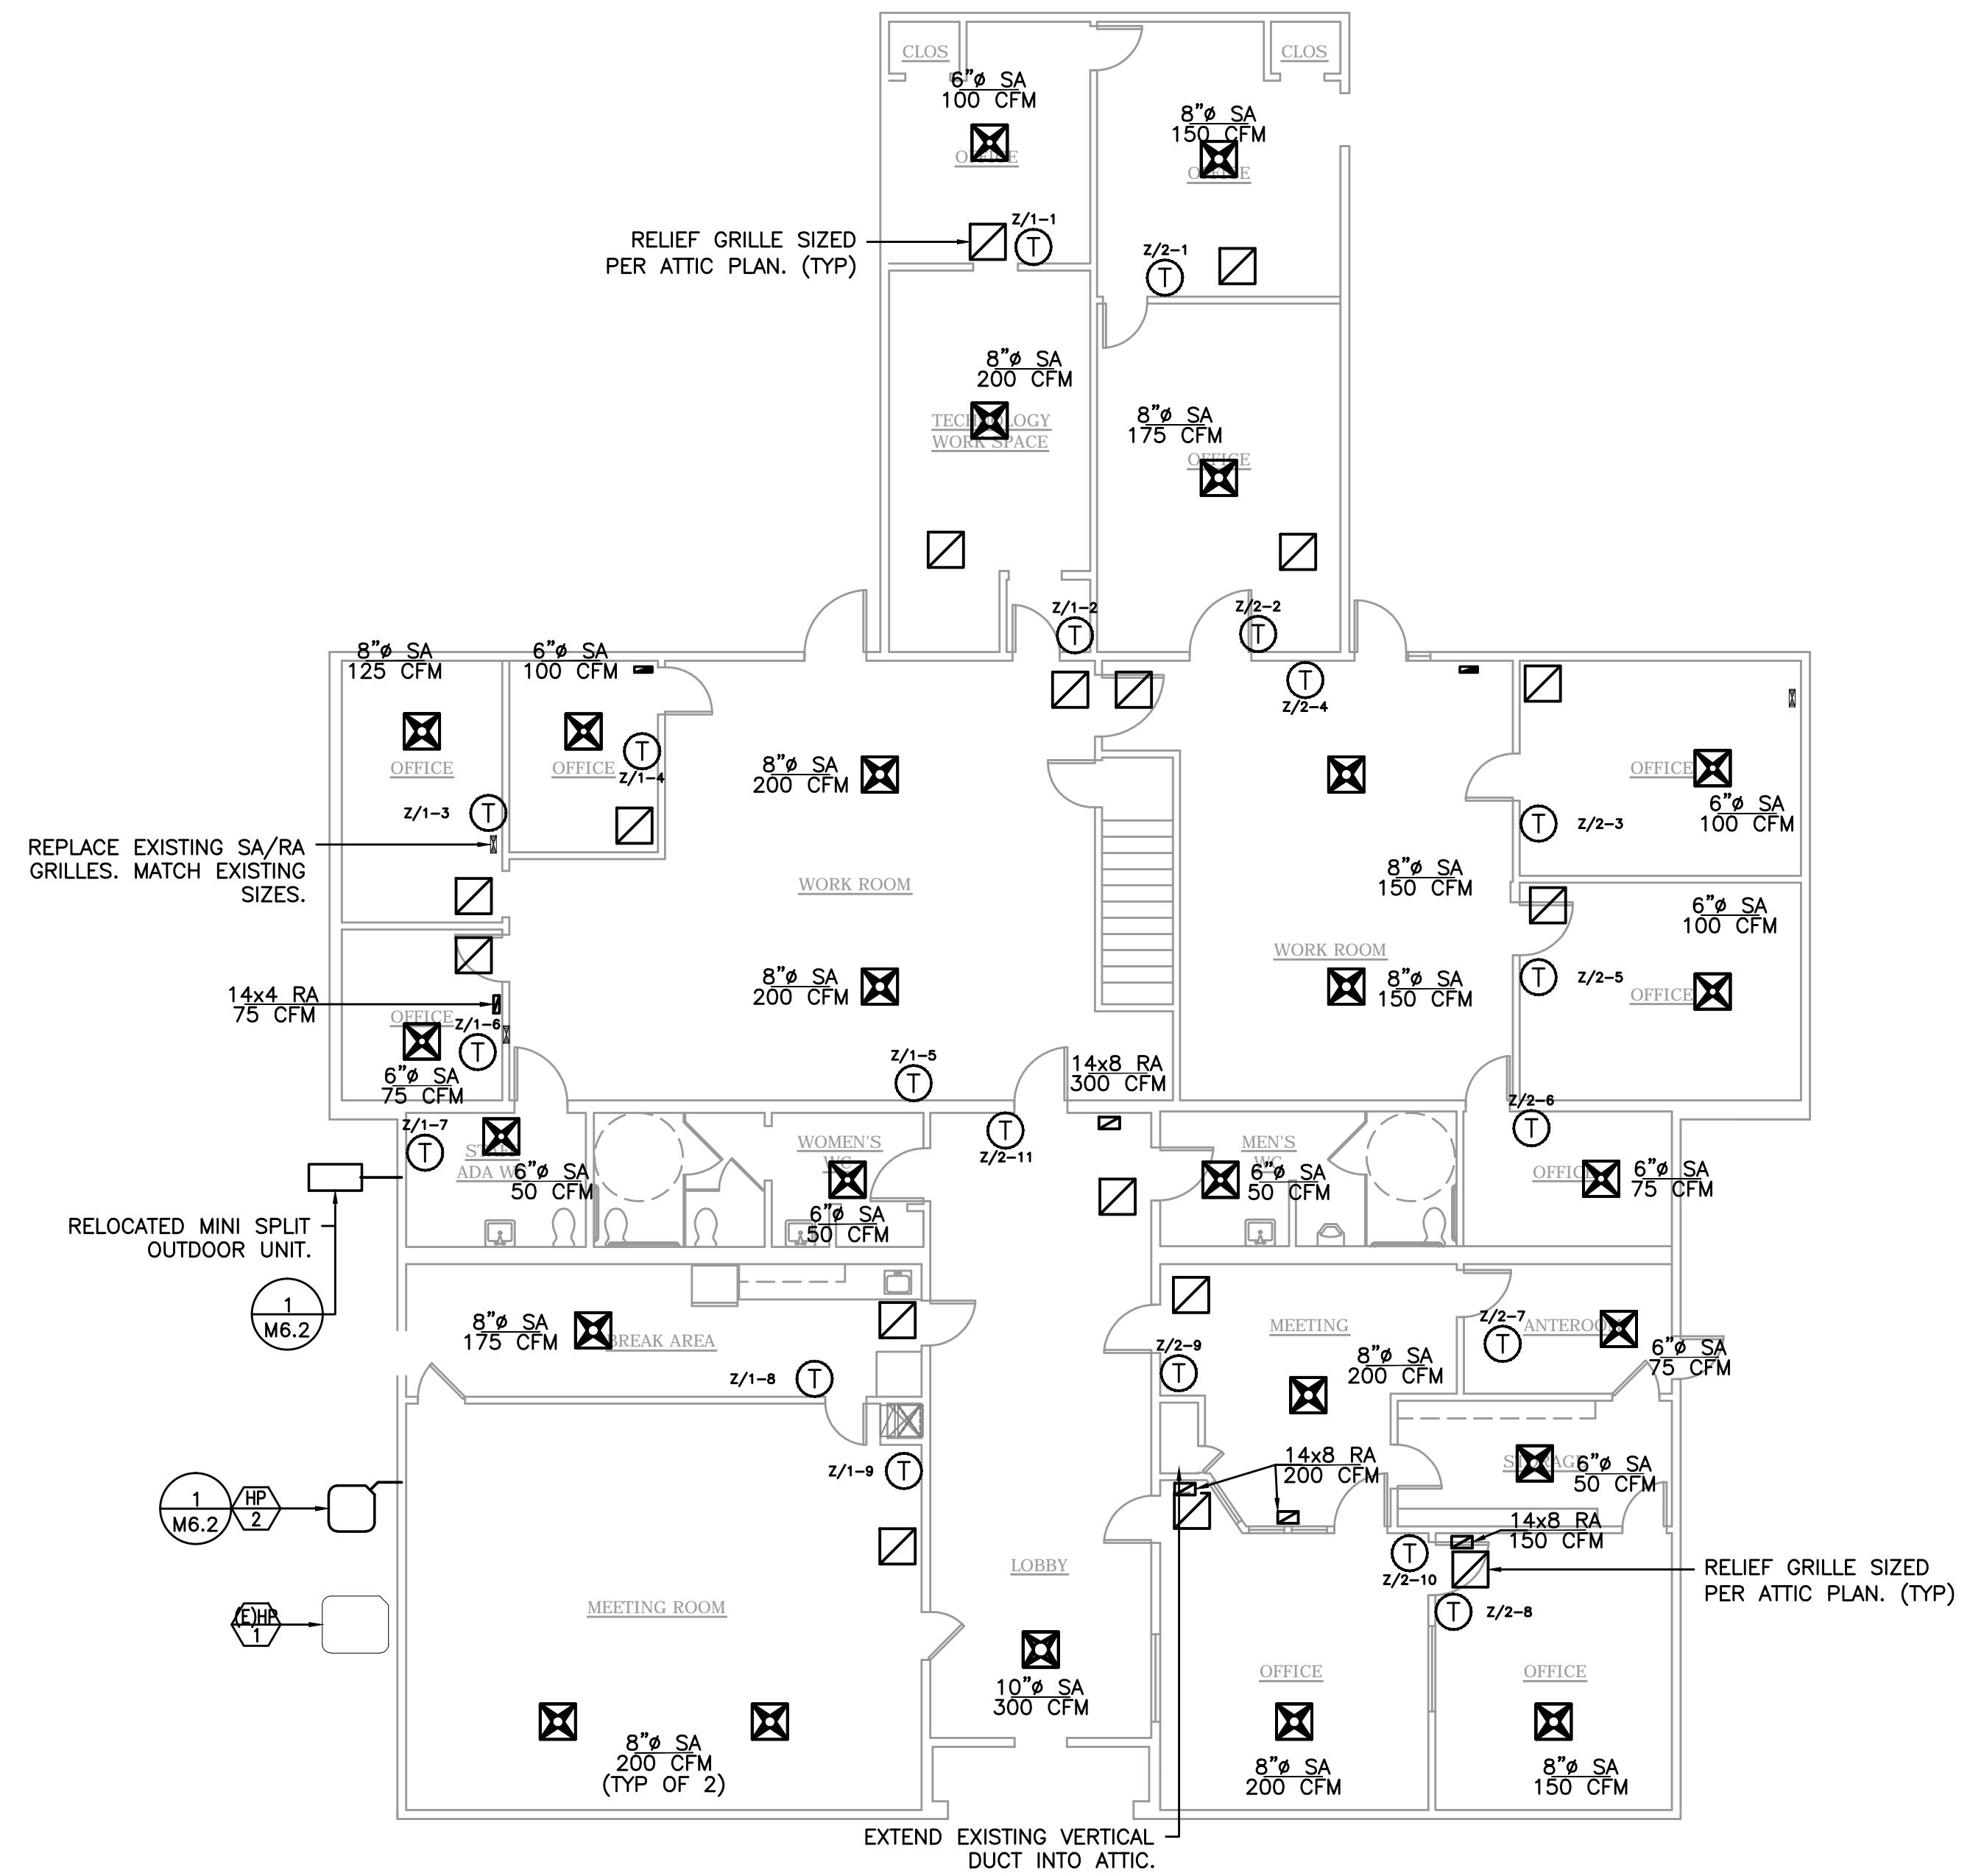 CLOS
CLOS
6"ø SA
100 CFM
OFFICE
8"ø SA
150 CFM
OFFICE
RELIEF GRILLE SIZED
PER ATTIC PLAN. (TYP)
Z/1-1
T
Z/2-1
T
8"ø SA
200 CFM
TECHNOLOGY
WORK SPACE
8"ø SA
175 CFM
OFFICE
Z/1-2
T
Z/2-2
T
8"ø SA
125 CFM
OFFICE
6"ø SA
100 CFM
OFFICE
T
Z/1-4
Z/1-3
T
T
Z/2-4
8"ø SA
200 CFM
OFFICE
6"ø SA
100 CFM
T
Z/2-3
REPLACE EXISTING SA/RA
GRILLES. MATCH EXISTING
SIZES.
WORK ROOM
8"ø SA
150 CFM
6"ø SA
100 CFM
WORK ROOM
8"ø SA
200 CFM
8"ø SA
150 CFM
T
Z/2-5
OFFICE
14x4 RA
75 CFM
OFFICE
Z/1-6
T
6"ø SA
75 CFM
Z/1-5
T
14x8 RA
300 CFM
Z/1-7
T
STAFF
ADA WC
6"ø SA
50 CFM
WOMEN'S
WC
6"ø SA
50 CFM
T
Z/2-11
MEN'S
WC
6"ø SA
50 CFM
Z/2-6
T
OFFICE
6"ø SA
75 CFM
RELOCATED MINI SPLIT
OUTDOOR UNIT.
1
M6.2
8"ø SA
175 CFM
BREAK AREA
Z/1-8
T
Z/2-9
T
MEETING
8"ø SA
200 CFM
Z/2-7
T
ANTEROOM
6"ø SA
75 CFM
Z/1-9
T
14x8 RA
200 CFM
STORAGE
6"ø SA
50 CFM
1
M6.2
HP
2
14x8 RA
150 CFM
T
Z/2-10
RELIEF GRILLE SIZED
PER ATTIC PLAN. (TYP)
T
Z/2-8
(E)HP
1
MEETING ROOM
LOBBY
OFFICE
OFFICE
10"ø SA
300 CFM
8"ø SA
200 CFM
(TYP OF 2)
8"ø SA
200 CFM
8"ø SA
150 CFM
EXTEND EXISTING VERTICAL
DUCT INTO ATTIC.